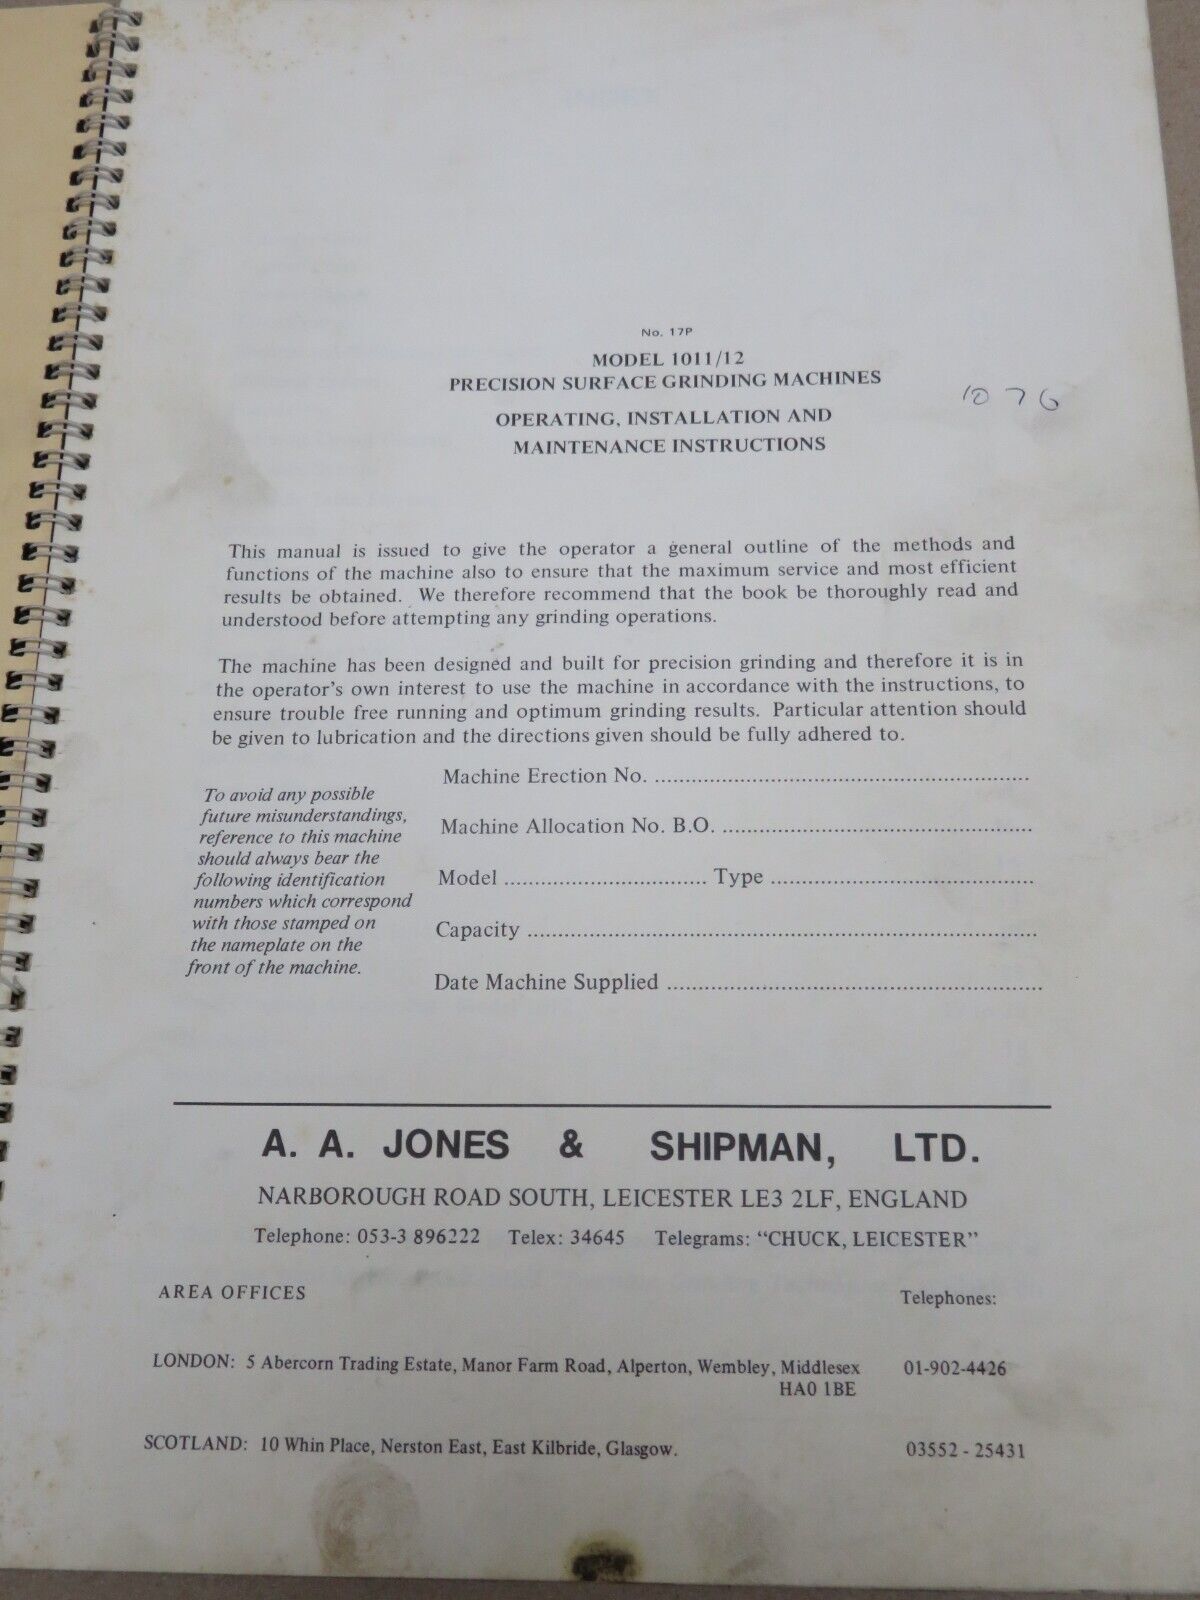 No. 17P
MODEL 1011/12
PRECISION SURFACE GRINDING MACHINES
OPERATING, INSTALLATION AND
MAINTENANCE INSTRUCTIONS
10 76
This manual is issued to give the operator a general outline of the methods and
functions of the machine also to ensure that the maximum service and most efficient
results be obtained. We therefore recommend that the book be thoroughly read and
understood before attempting any grinding operations.
The machine has been designed and built for precision grinding and therefore it is in
the operator's own interest to use the machine in accordance with the instructions, to
ensure trouble free running and optimum grinding results. Particular attention should
be given to lubrication and the directions given should be fully adhered to.
To avoid any possible
future misunderstandings,
reference to this machine
should always bear the
following identification
numbers which correspond
with those stamped on
the nameplate on the
front of the machine.
Machine Erection No. ............................................................
Machine Allocation No. B.O. ..................................................
Model ................................. Type ..........................................
Capacity ..................................................................................
Date Machine Supplied ............................................................
A. A. JONES & SHIPMAN, LTD.
NARBOROUGH ROAD SOUTH, LEICESTER LE3 2LF, ENGLAND
Telephone: 053-3 896222 Telex: 34645 Telegrams: "CHUCK, LEICESTER"
AREA OFFICES Telephones:
LONDON: 5 Abercorn Trading Estate, Manor Farm Road, Alperton, Wembley, Middlesex 01-902-4426
HA0 1BE
SCOTLAND: 10 Whin Place, Nerston East, East Kilbride, Glasgow. 03552 - 25431